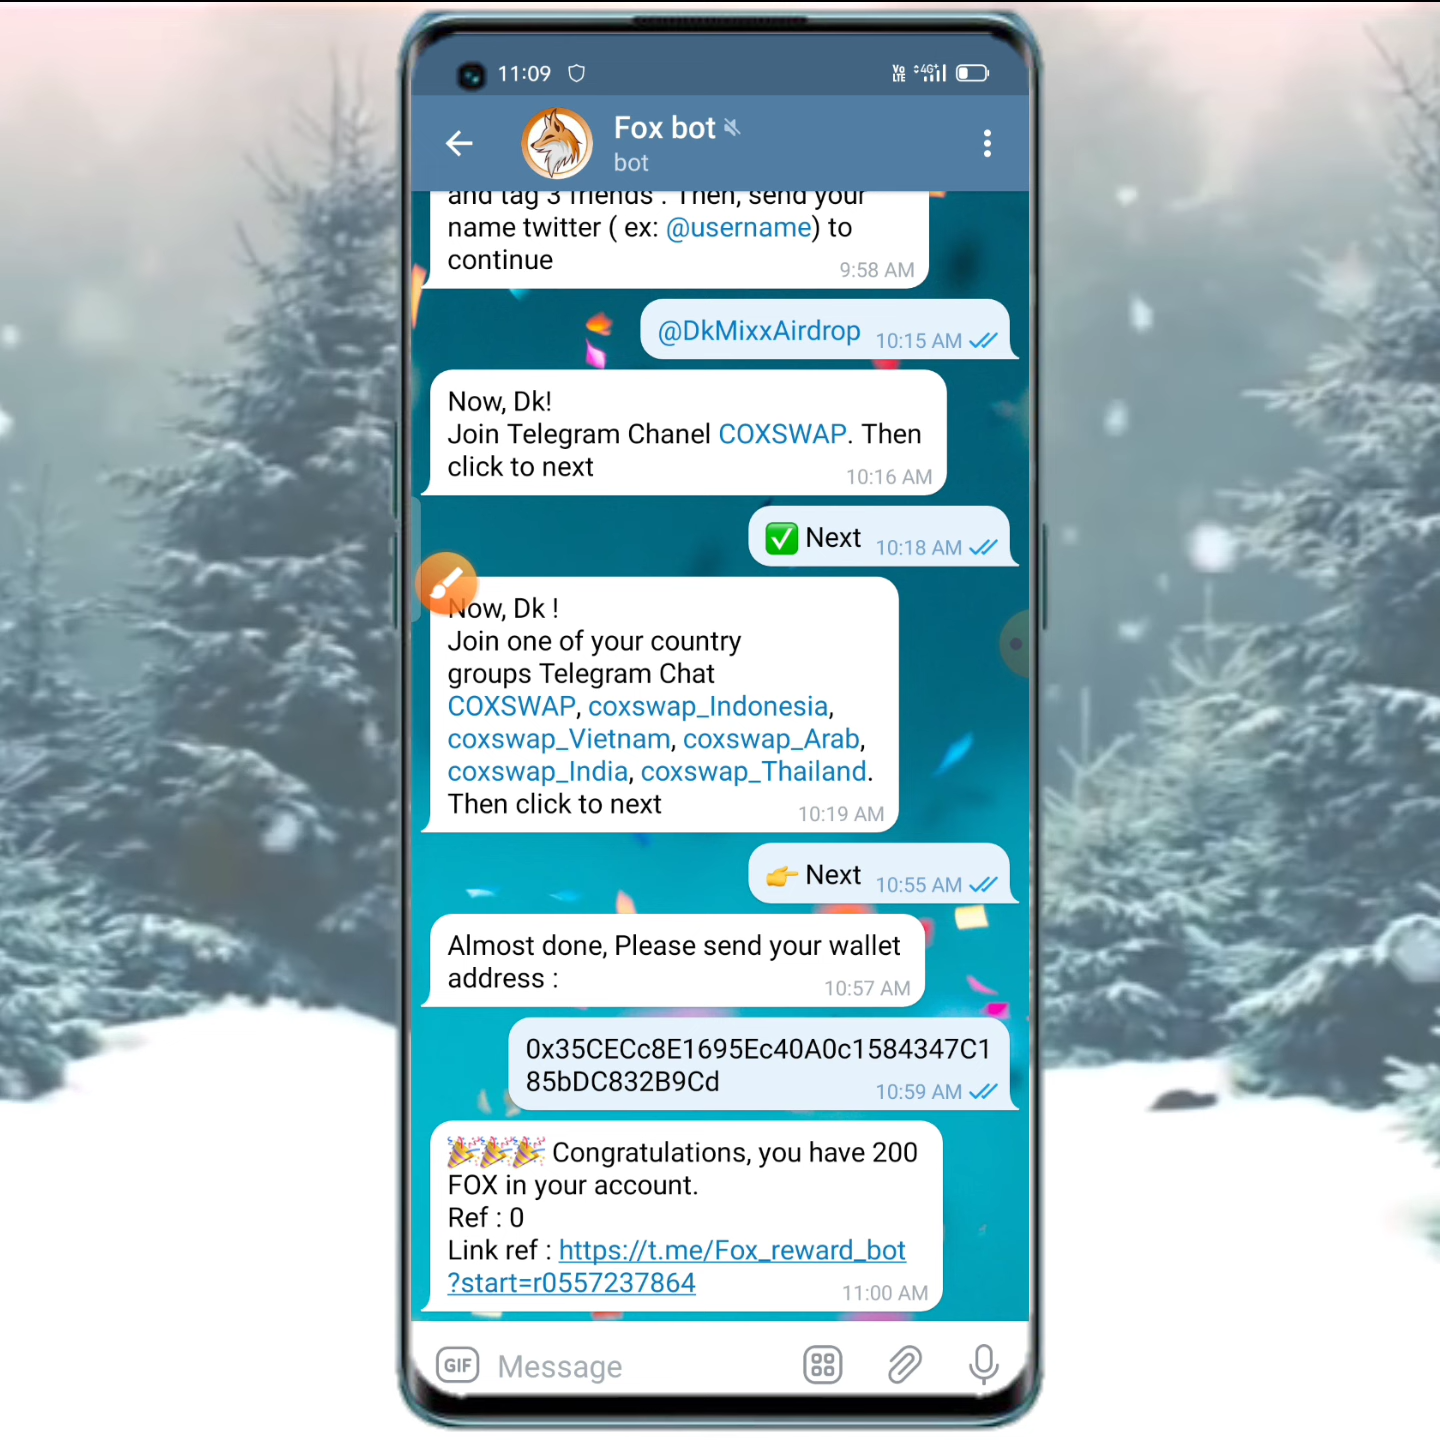 11:09
Vo LTE 4G+
Fox bot
bot
and tag 3 friends . Then, send your
name twitter ( ex: @username) to
continue
9:58 AM
@DkMixxAirdrop 10:15 AM
Now, Dk!
Join Telegram Chanel COXSWAP. Then
click to next
10:16 AM
Next 10:18 AM
Now, Dk !
Join one of your country
groups Telegram Chat
COXSWAP, coxswap_Indonesia,
coxswap_Vietnam, coxswap_Arab,
coxswap_India, coxswap_Thailand.
Then click to next
10:19 AM
Next 10:55 AM
Almost done, Please send your wallet
address :
10:57 AM
0x35CECc8E1695Ec40A0c1584347C1
85bDC832B9Cd
10:59 AM
Congratulations, you have 200
FOX in your account.
Ref : 0
Link ref : https://t.me/Fox_reward_bot
?start=r0557237864
11:00 AM
GIF Message